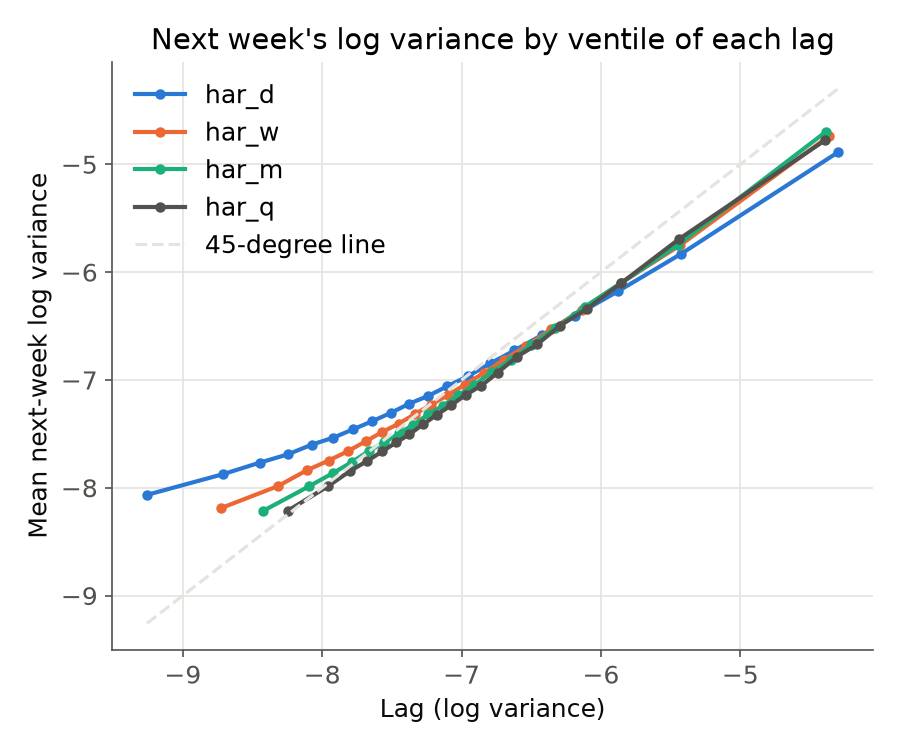 Next week's log variance by ventile of each lag
har_d
har_w
har_m
har_q
45-degree line
Mean next-week log variance
−5
−6
−7
−8
−9
−9
−8
−7
−6
−5
Lag (log variance)